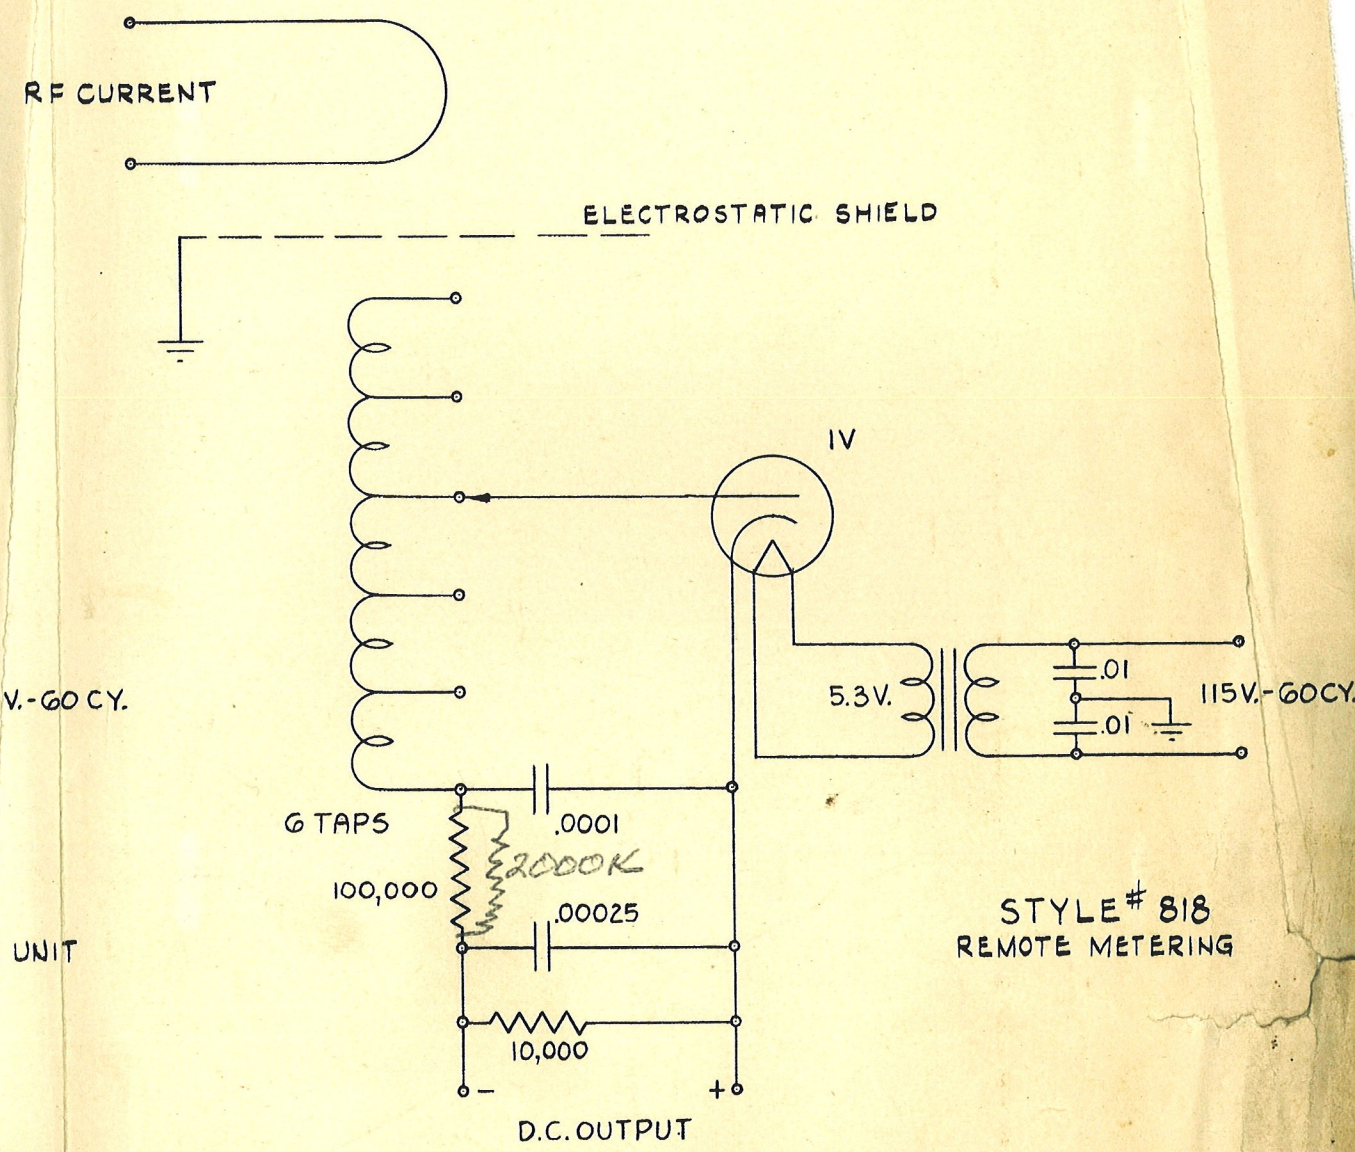 RF CURRENT
ELECTROSTATIC SHIELD
1V
.01
V.-60 CY.
5.3V.
115V.-60CY.
.01
6 TAPS
.0001
2000K
100,000
.00025
STYLE # 818
UNIT
REMOTE METERING
10,000
- +
D.C. OUTPUT